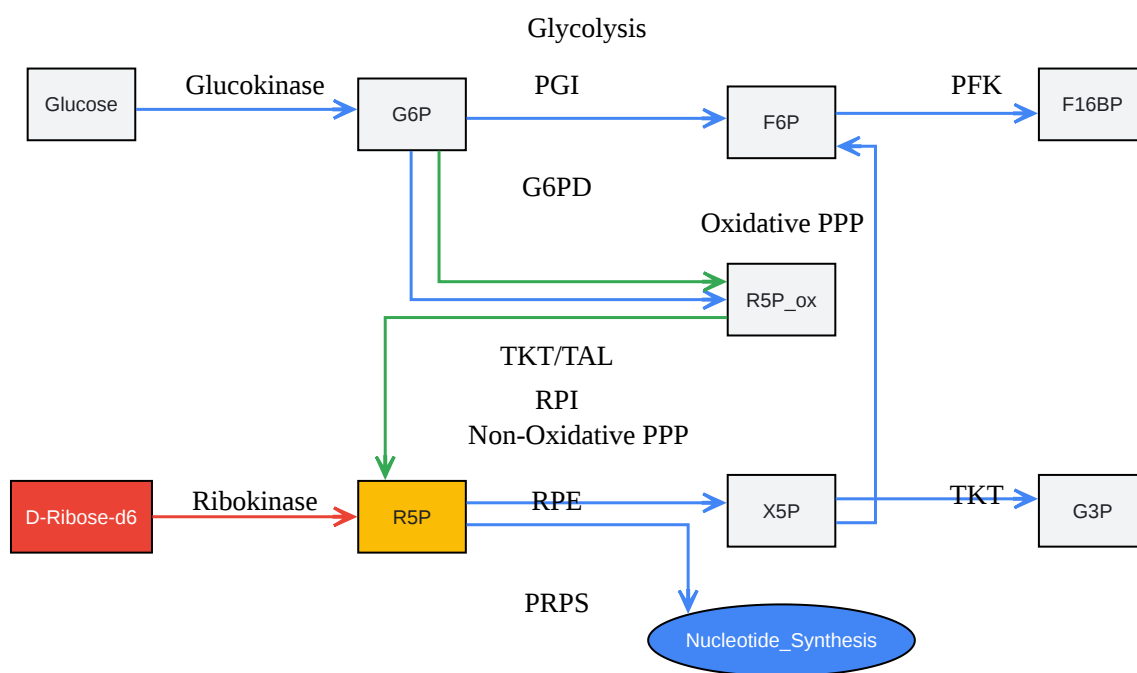 Glycolysis
Glucokinase
PGI
PFK
Glucose
G6P
F6P
F16BP
G6PD
Oxidative PPP
R5P_ox
TKT/TAL
RPI
Non-Oxidative PPP
D-Ribose-d6
Ribokinase
R5P
RPE
X5P
TKT
G3P
PRPS
Nucleotide_Synthesis